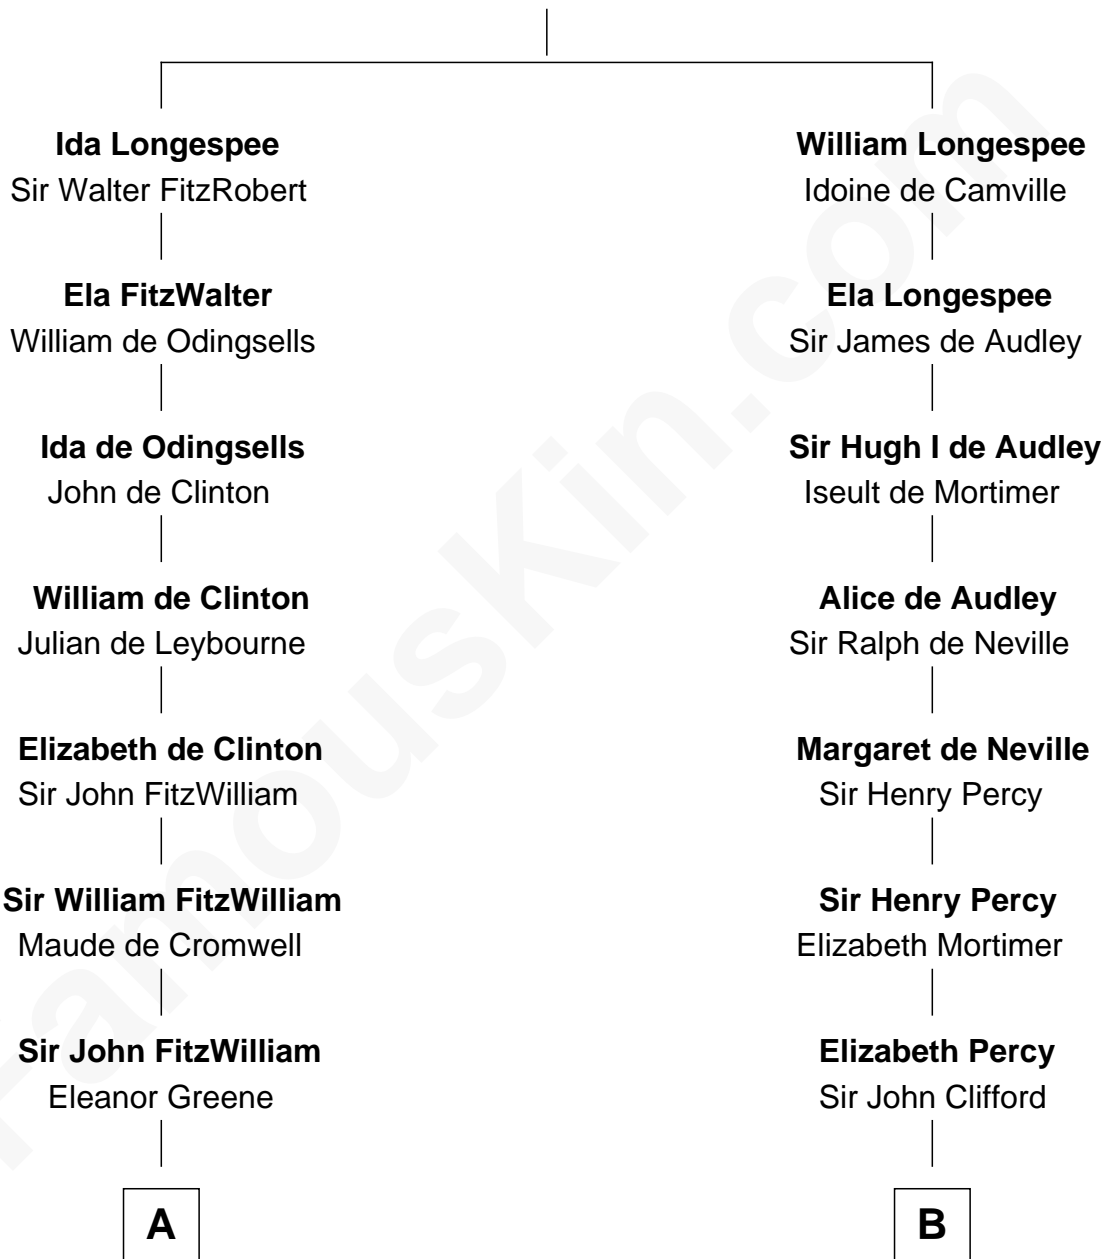 Ida Longespee
Sir Walter FitzRobert
Ela FitzWalter
William de Odingsells
Ida de Odingsells
John de Clinton
William de Clinton
Julian de Leybourne
Elizabeth de Clinton
Sir John FitzWilliam
Sir William FitzWilliam
Maude de Cromwell
Sir John FitzWilliam
Eleanor Greene
A
William Longespee
Idoine de Camville
Ela Longespee
Sir James de Audley
Sir Hugh I de Audley
Iseult de Mortimer
Alice de Audley
Sir Ralph de Neville
Margaret de Neville
Sir Henry Percy
Sir Henry Percy
Elizabeth Mortimer
Elizabeth Percy
Sir John Clifford
B
FamousKin.com